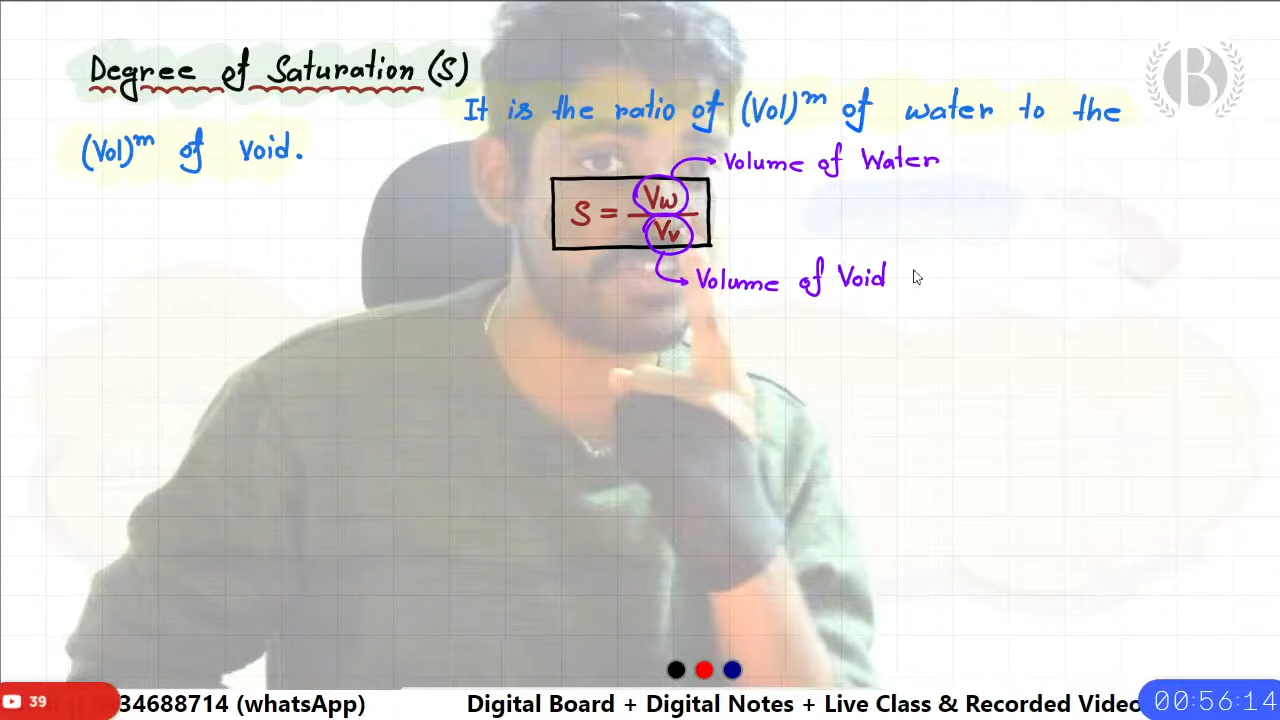 Degree of Saturation (S)
It is the ratio of (Vol)ᵐ of water to the
(Vol)ᵐ of Void.
Volume of Water
S = Vw/Vv
Volume of Void
B
39
34688714 (whatsApp)
Digital Board + Digital Notes + Live Class & Recorded Video
00:56:14